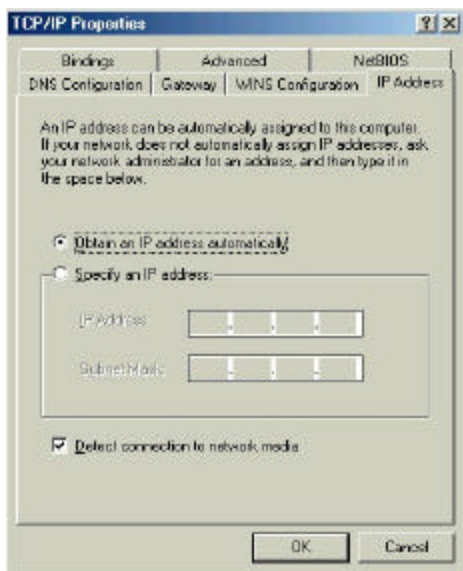 TCP/IP Properties
Bindings Advanced NetBIOS
DNS Configuration Gateway WINS Configuration IP Address
An IP address can be automatically assigned to this computer.
If your network does not automatically assign IP addresses, ask
your network administrator for an address, and then type it in
the space below.
Obtain an IP address automatically
Specify an IP address:
IP Address:
Subnet Mask:
Detect connection to network media
OK Cancel